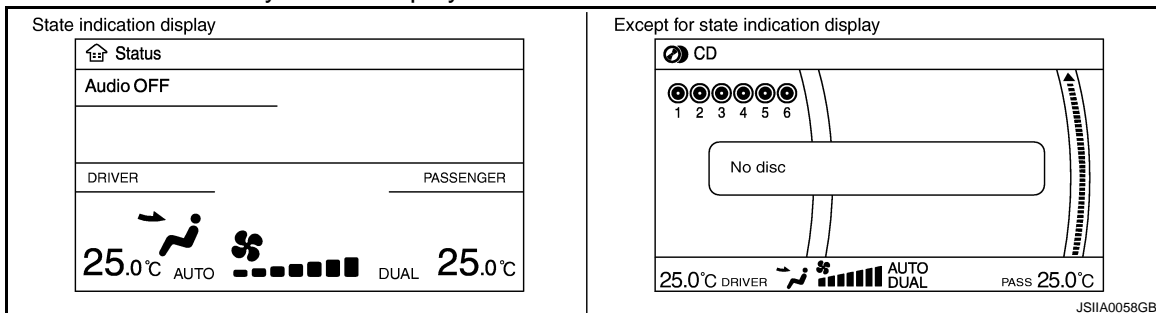 State indication display
Status
Audio OFF
DRIVER PASSENGER
25.0°C AUTO DUAL 25.0°C
Except for state indication display
CD
1 2 3 4 5 6
No disc
25.0°C DRIVER AUTO DUAL PASS 25.0°C
JSIIA0058GB